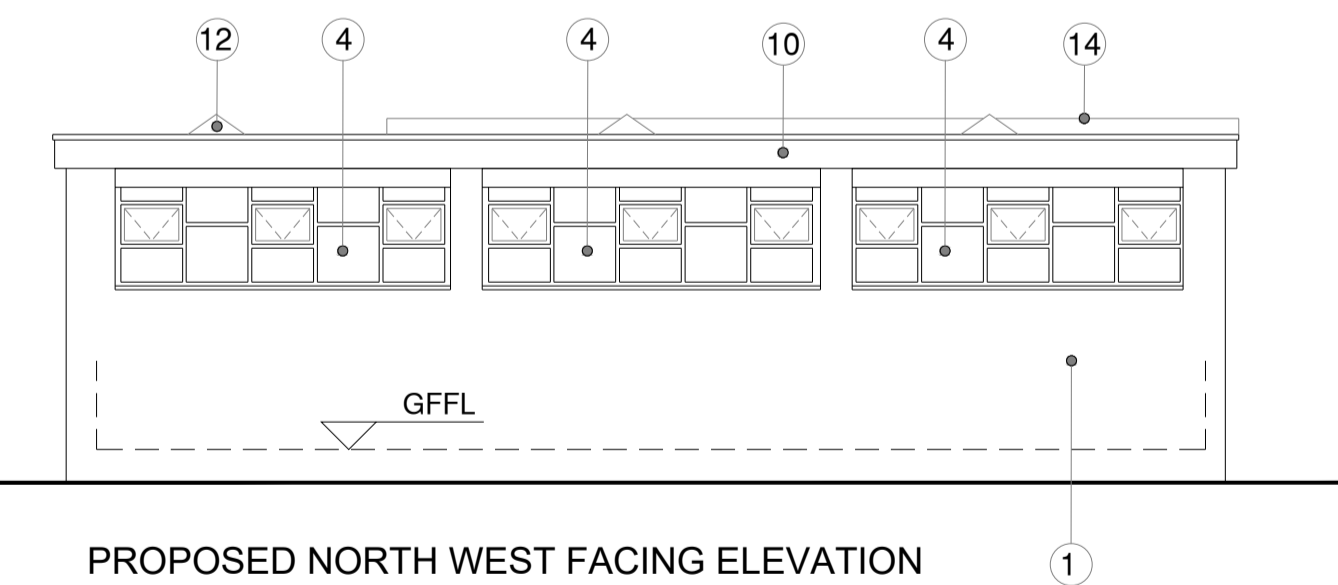 12 4 4 10 4 14
GFFL
PROPOSED NORTH WEST FACING ELEVATION
1